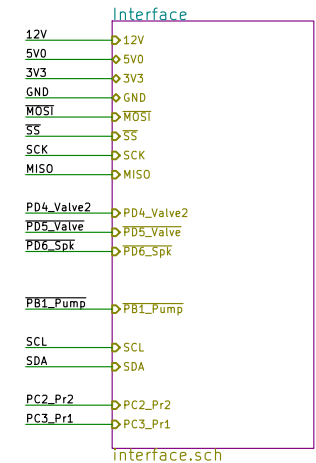 Interface
12V 12V
5V0 5V0
3V3 3V3
GND GND
MOSI MOSI
SS SS
SCK SCK
MISO MISO
PD4_Valve2 PD4_Valve2
PD5_Valve PD5_Valve
PD6_Spk PD6_Spk
PB1_Pump PB1_Pump
SCL SCL
SDA SDA
PC2_Pr2 PC2_Pr2
PC3_Pr1 PC3_Pr1
interface.sch